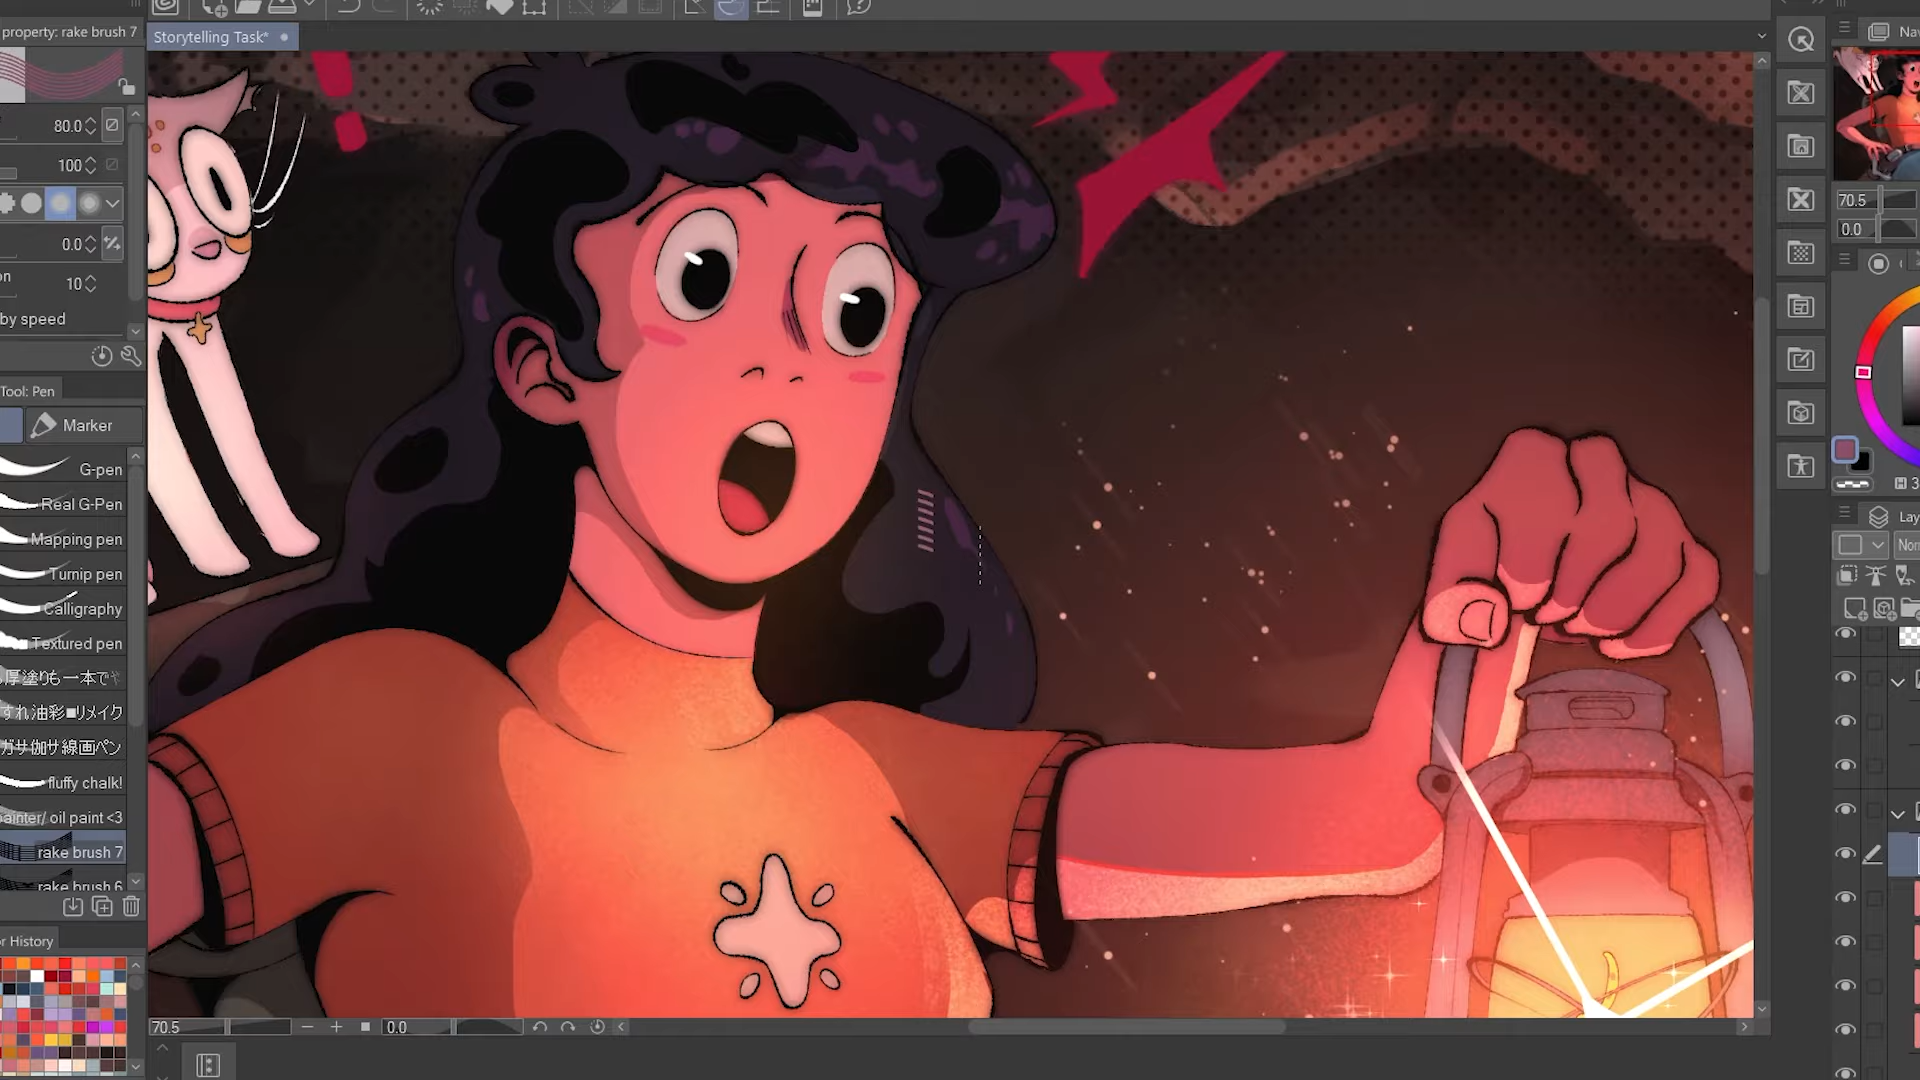 property: rake brush 7
Storytelling Task*
Nav
80.0
100
0.0
on
10
by speed
70.5
0.0
Tool: Pen
Marker
G-pen
Real G-Pen
Mapping pen
Turnip pen
Calligraphy
Textured pen
厚塗りも一本で
すれ油彩■リメイク
ガサ伽サ線画ペン
fluffy chalk!
painter/ oil paint <3
rake brush 7
rake brush 6
r History
H 3
Lay
Nor
70.5
0.0